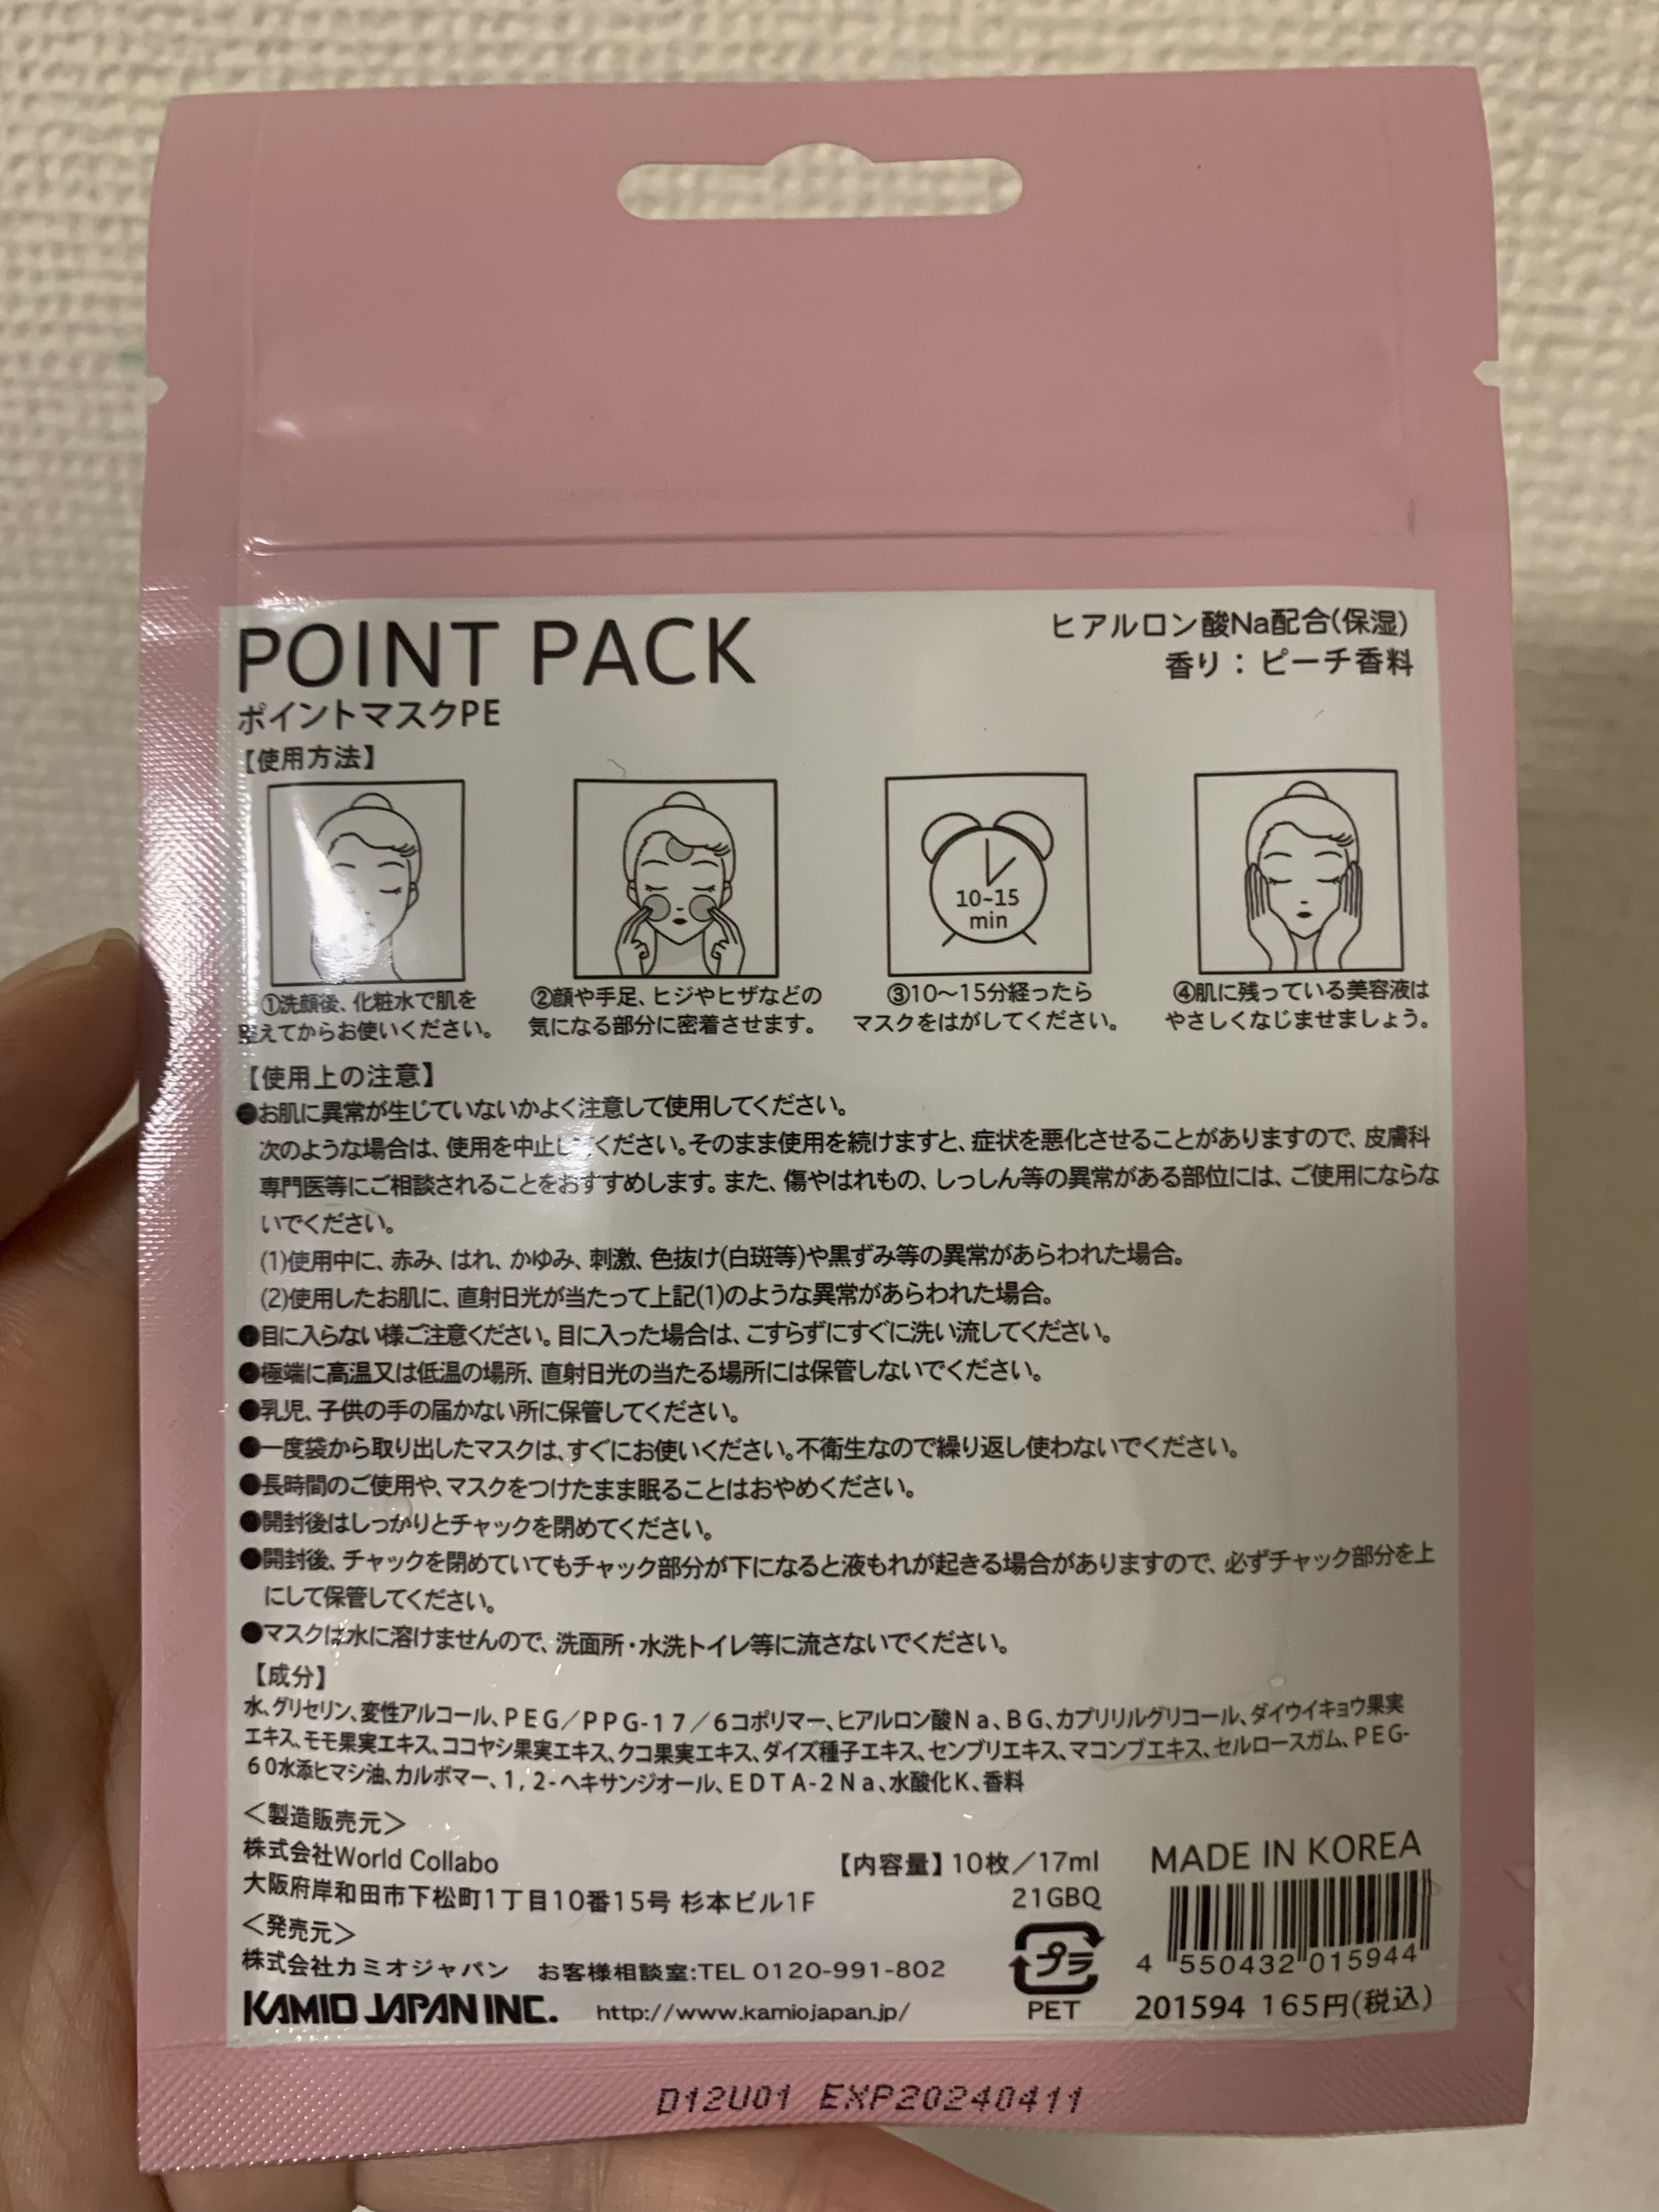 POINT PACK
ポイントマスクPE
ヒアルロン酸Na配合(保湿)
香り：ピーチ香料
【使用方法】
10-15
min
①洗顔後、化粧水で肌を
整えてからお使いください。
②顔や手足、ヒジやヒザなどの
気になる部分に密着させます。
③10〜15分経ったら
マスクをはがしてください。
④肌に残っている美容液は
やさしくなじませましょう。
【使用上の注意】
●お肌に異常が生じていないかよく注意して使用してください。
次のような場合は、使用を中止してください。そのまま使用を続けますと、症状を悪化させることがありますので、皮膚科
専門医等にご相談されることをおすすめします。また、傷やはれもの、しっしん等の異常がある部位には、ご使用にならな
いでください。
(1)使用中に、赤み、はれ、かゆみ、刺激、色抜け(白斑等)や黒ずみ等の異常があらわれた場合。
(2)使用したお肌に、直射日光が当たって上記(1)のような異常があらわれた場合。
●目に入らない様ご注意ください。目に入った場合は、こすらずにすぐに洗い流してください。
●極端に高温又は低温の場所、直射日光の当たる場所には保管しないでください。
●乳児、子供の手の届かない所に保管してください。
●一度袋から取り出したマスクは、すぐにお使いください。不衛生なので繰り返し使わないでください。
●長時間のご使用や、マスクをつけたまま眠ることはおやめください。
●開封後はしっかりとチャックを閉めてください。
●開封後、チャックを閉めていてもチャック部分が下になると液もれが起きる場合がありますので、必ずチャック部分を上
にして保管してください。
●マスクは水に溶けませんので、洗面所・水洗トイレ等に流さないでください。
【成分】
水、グリセリン、変性アルコール、PEG／PPG-17／6コポリマー、ヒアルロン酸Na、BG、カプリリルグリコール、ダイウイキョウ果実
エキス、モモ果実エキス、ココヤシ果実エキス、クコ果実エキス、ダイズ種子エキス、センブリエキス、マコンブエキス、セルロースガム、PEG-
60水添ヒマシ油、カルボマー、1,2-ヘキサンジオール、EDTA-2Na、水酸化K、香料
＜製造販売元＞
株式会社World Collabo
大阪府岸和田市下松町1丁目10番15号 杉本ビル1F
＜発売元＞
株式会社カミオジャパン お客様相談室:TEL 0120-991-802
KAMIO JAPAN INC. http://www.kamiojapan.jp/
【内容量】10枚／17ml
21GBQ
プラ
PET
MADE IN KOREA
4 550432 015944
201594 165円(税込)
D12U01 EXP20240411